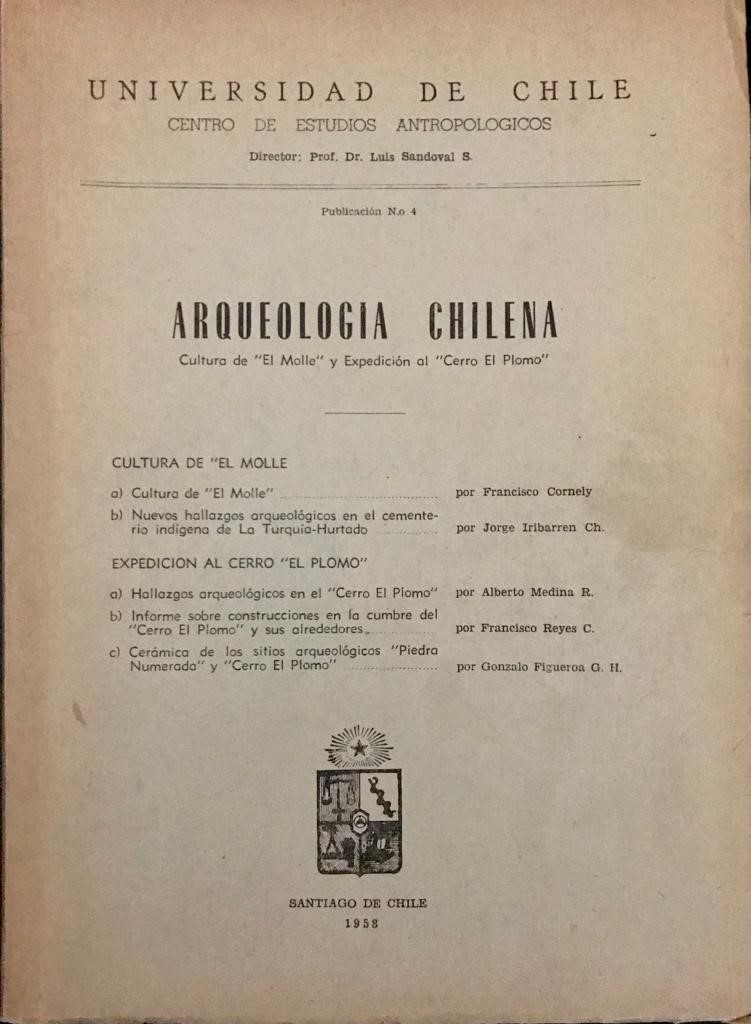 UNIVERSIDAD DE CHILE
CENTRO DE ESTUDIOS ANTROPOLOGICOS
Director: Prof. Dr. Luis Sandoval S.
Publicación N.o 4
ARQUEOLOGIA CHILENA
Cultura de "El Molle" y Expedición al "Cerro El Plomo"
CULTURA DE "EL MOLLE
a) Cultura de "El Molle" ........................................ por Francisco Cornely
b) Nuevos hallazgos arqueológicos en el cemente-
rio indígena de La Turquia-Hurtado ................ por Jorge Iribarren Ch.
EXPEDICION AL CERRO "EL PLOMO"
a) Hallazgos arqueológicos en el "Cerro El Plomo" por Alberto Medina R.
b) Informe sobre construcciones en la cumbre del
"Cerro El Plomo" y sus alrededores.................. por Francisco Reyes C.
c) Cerámica de los sitios arqueológicos "Piedra
Numerada" y "Cerro El Plomo" ........................ por Gonzalo Figueroa G. H.
SANTIAGO DE CHILE
1958